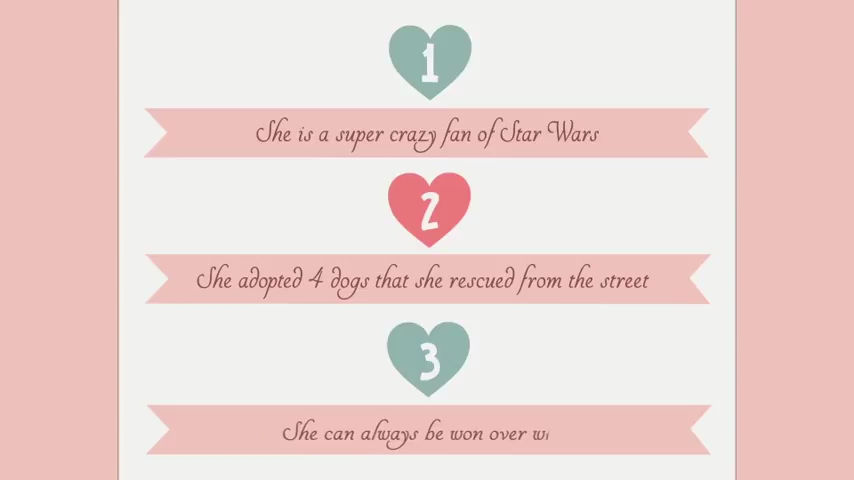 1
She is a super crazy fan of Star Wars
2
She adopted 4 dogs that she rescued from the street
3
She can always be won over